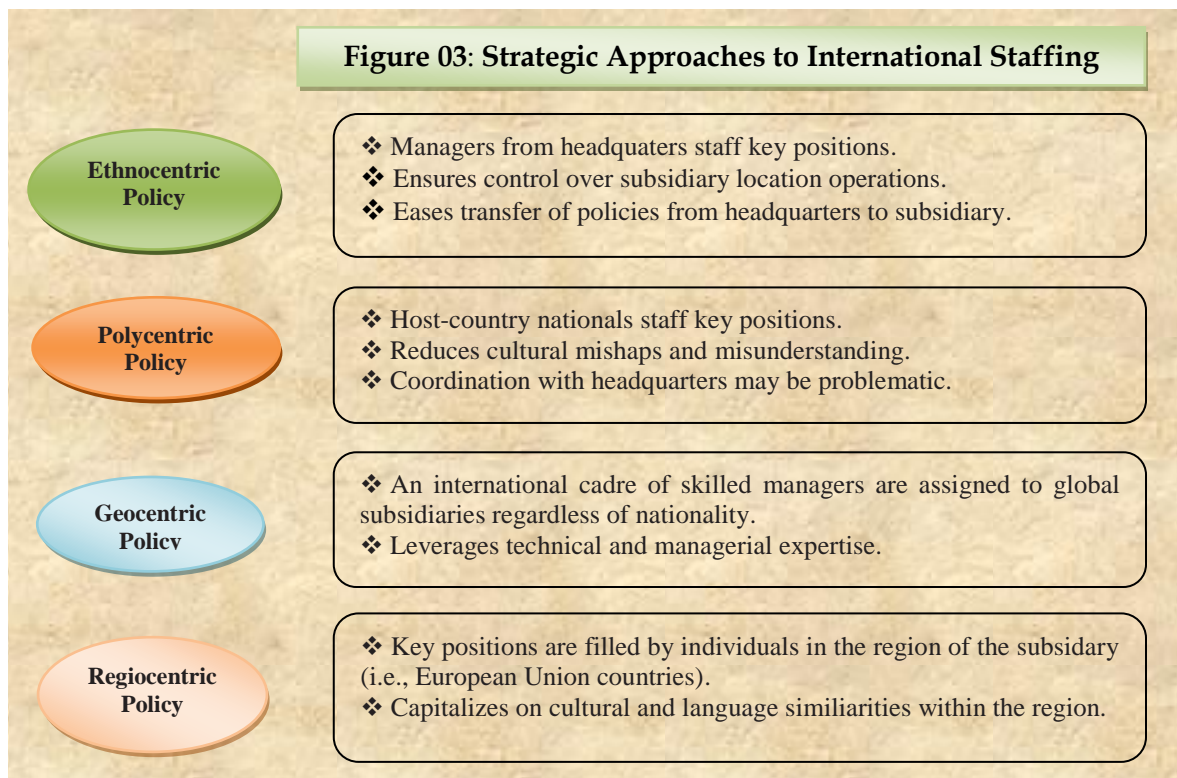 Figure 03: Strategic Approaches to International Staffing
Ethnocentric
Policy
❖ Managers from headquaters staff key positions.
❖ Ensures control over subsidiary location operations.
❖ Eases transfer of policies from headquarters to subsidiary.
Polycentric
Policy
❖ Host-country nationals staff key positions.
❖ Reduces cultural mishaps and misunderstanding.
❖ Coordination with headquarters may be problematic.
Geocentric
Policy
❖ An international cadre of skilled managers are assigned to global
subsidiaries regardless of nationality.
❖ Leverages technical and managerial expertise.
Regiocentric
Policy
❖ Key positions are filled by individuals in the region of the subsidary
(i.e., European Union countries).
❖ Capitalizes on cultural and language similiarities within the region.